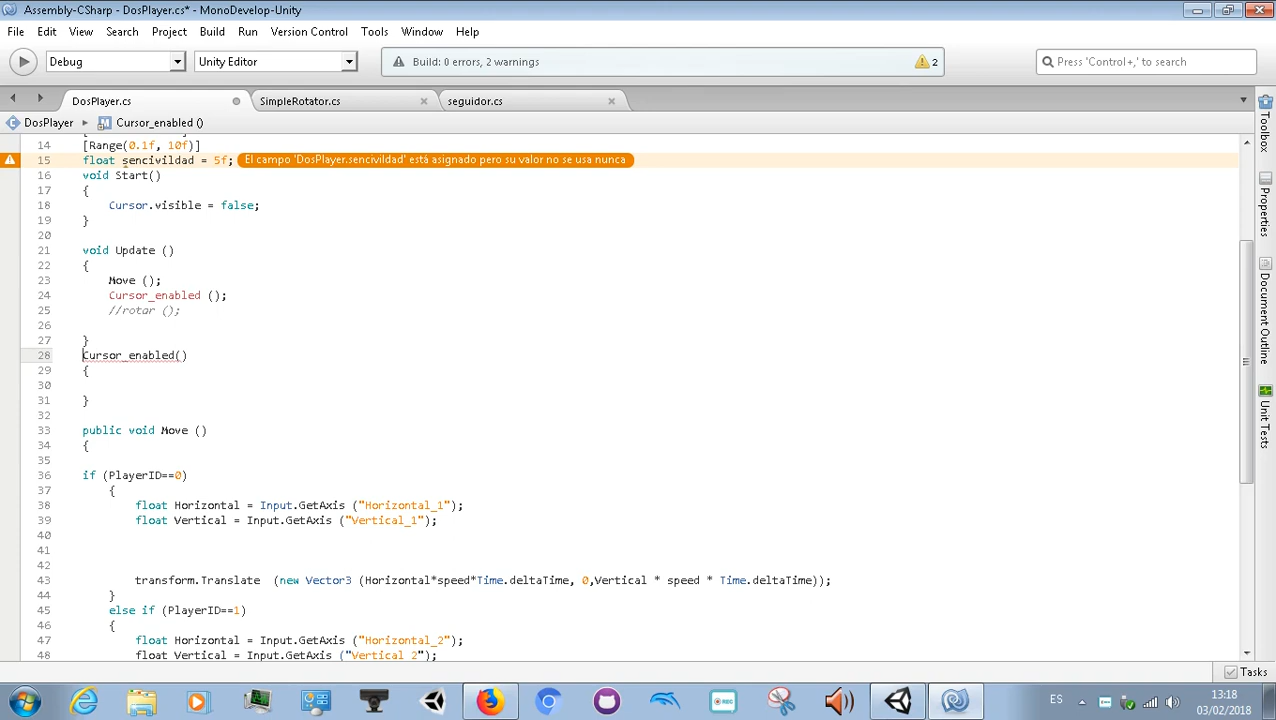 Assembly-CSharp - DosPlayer.cs* - MonoDevelop-Unity
File Edit View Search Project Build Run Version Control Tools Window Help
Debug Unity Editor Build: 0 errors, 2 warnings 2 Press 'Control+,' to search
DosPlayer.cs SimpleRotator.cs seguidor.cs
DosPlayer Cursor_enabled ()
14 [Range(0.1f, 10f)]
15 float sencivildad = 5f; El campo 'DosPlayer.sencivildad' está asignado pero su valor no se usa nunca
16 void Start()
17 {
18 Cursor.visible = false;
19 }
20
21 void Update ()
22 {
23 Move ();
24 Cursor_enabled ();
25 //rotar ();
26
27 }
28 Cursor_enabled()
29 {
30
31 }
32
33 public void Move ()
34 {
35
36 if (PlayerID==0)
37 {
38 float Horizontal = Input.GetAxis ("Horizontal_1");
39 float Vertical = Input.GetAxis ("Vertical_1");
40
41
42
43 transform.Translate (new Vector3 (Horizontal*speed*Time.deltaTime, 0,Vertical * speed * Time.deltaTime));
44 }
45 else if (PlayerID==1)
46 {
47 float Horizontal = Input.GetAxis ("Horizontal_2");
48 float Vertical = Input.GetAxis ("Vertical_2");
Toolbox
Properties
Document Outline
Unit Tests
Tasks
REC
ES
13:18
03/02/2018